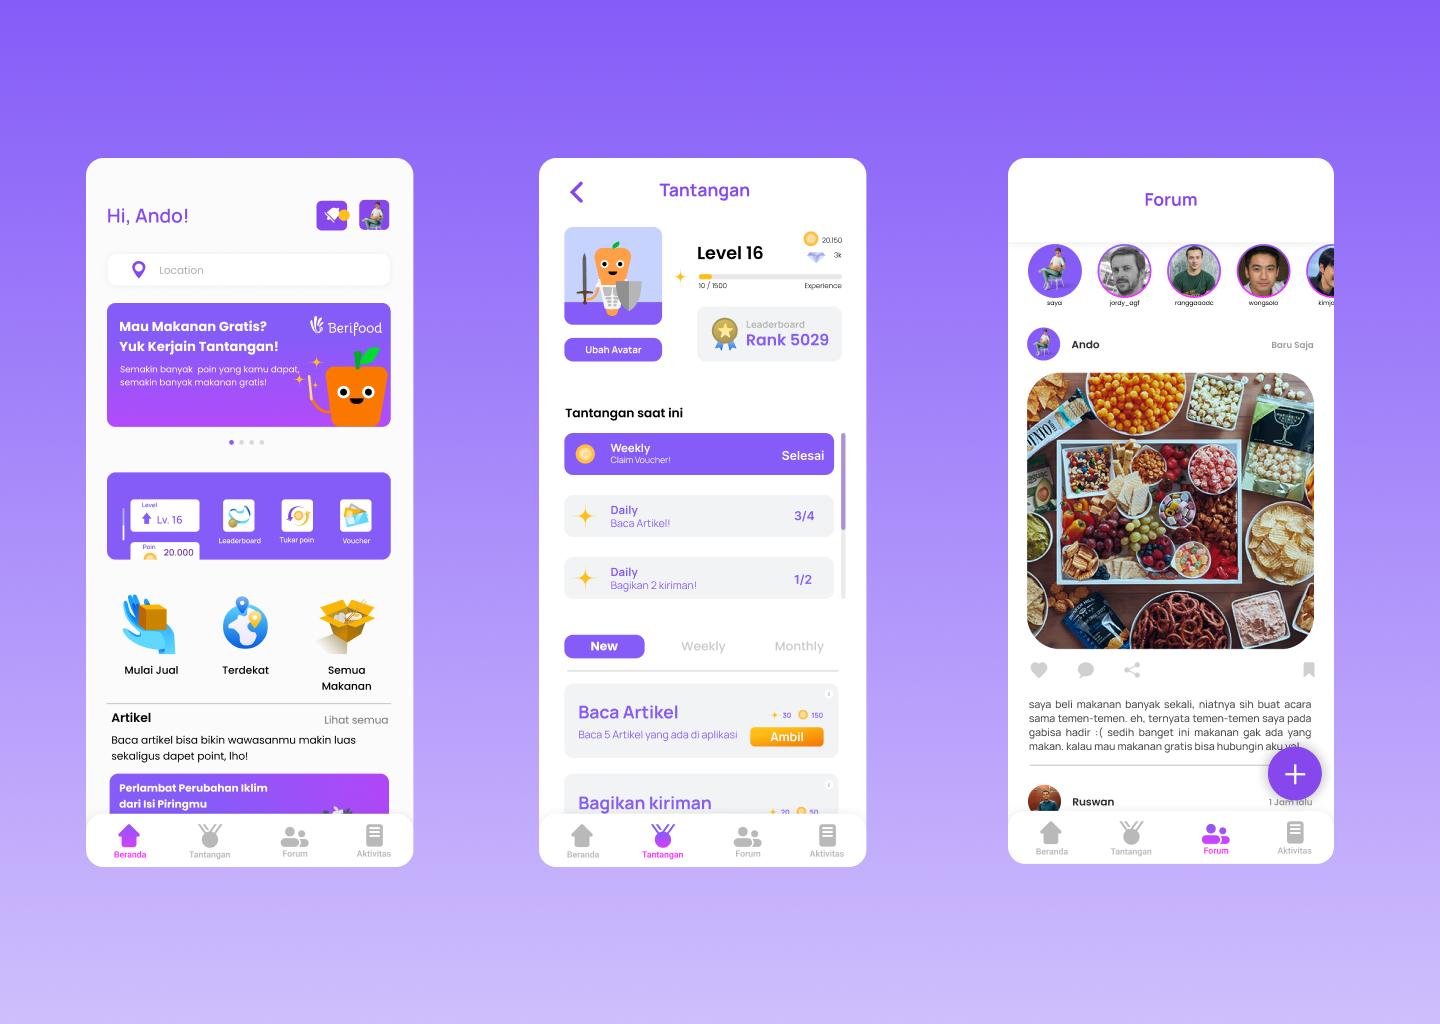 Hi, Ando!
Location
Mau Makanan Gratis?
Yuk Kerjain Tantangan!
Berifood
Semakin banyak  poin yang kamu dapat,
semakin banyak makanan gratis!
Level
Lv. 16
Poin
20.000
Leaderboard
Tukar poin
Voucher
Mulai Jual
Terdekat
Semua
Makanan
Artikel
Lihat semua
Baca artikel bisa bikin wawasanmu makin luas
sekaligus dapet point, lho!
Perlambat Perubahan Iklim
dari Isi Piringmu
Beranda
Tantangan
Forum
Aktivitas
Tantangan
Level 16
20.150
3k
10 / 1500
Experience
Leaderboard
Rank 5029
Ubah Avatar
Tantangan saat ini
Weekly
Claim Voucher!
Selesai
Daily
Baca Artikel!
3/4
Daily
Bagikan 2 kiriman!
1/2
New
Weekly
Monthly
Baca Artikel
30
150
Baca 5 Artikel yang ada di aplikasi
Ambil
Bagikan kiriman
20
50
Beranda
Tantangan
Forum
Aktivitas
Forum
saya
jordy_agf
ranggaaadc
wongsolo
Ando
Baru Saja
saya beli makanan banyak sekali, niatnya sih buat acara
sama temen-temen. eh, ternyata temen-temen saya pada
gabisa hadir :( sedih banget ini makanan gak ada yang
makan. kalau mau makanan gratis bisa hubungin aku ya!
Ruswan
1 Jam lalu
Beranda
Tantangan
Forum
Aktivitas